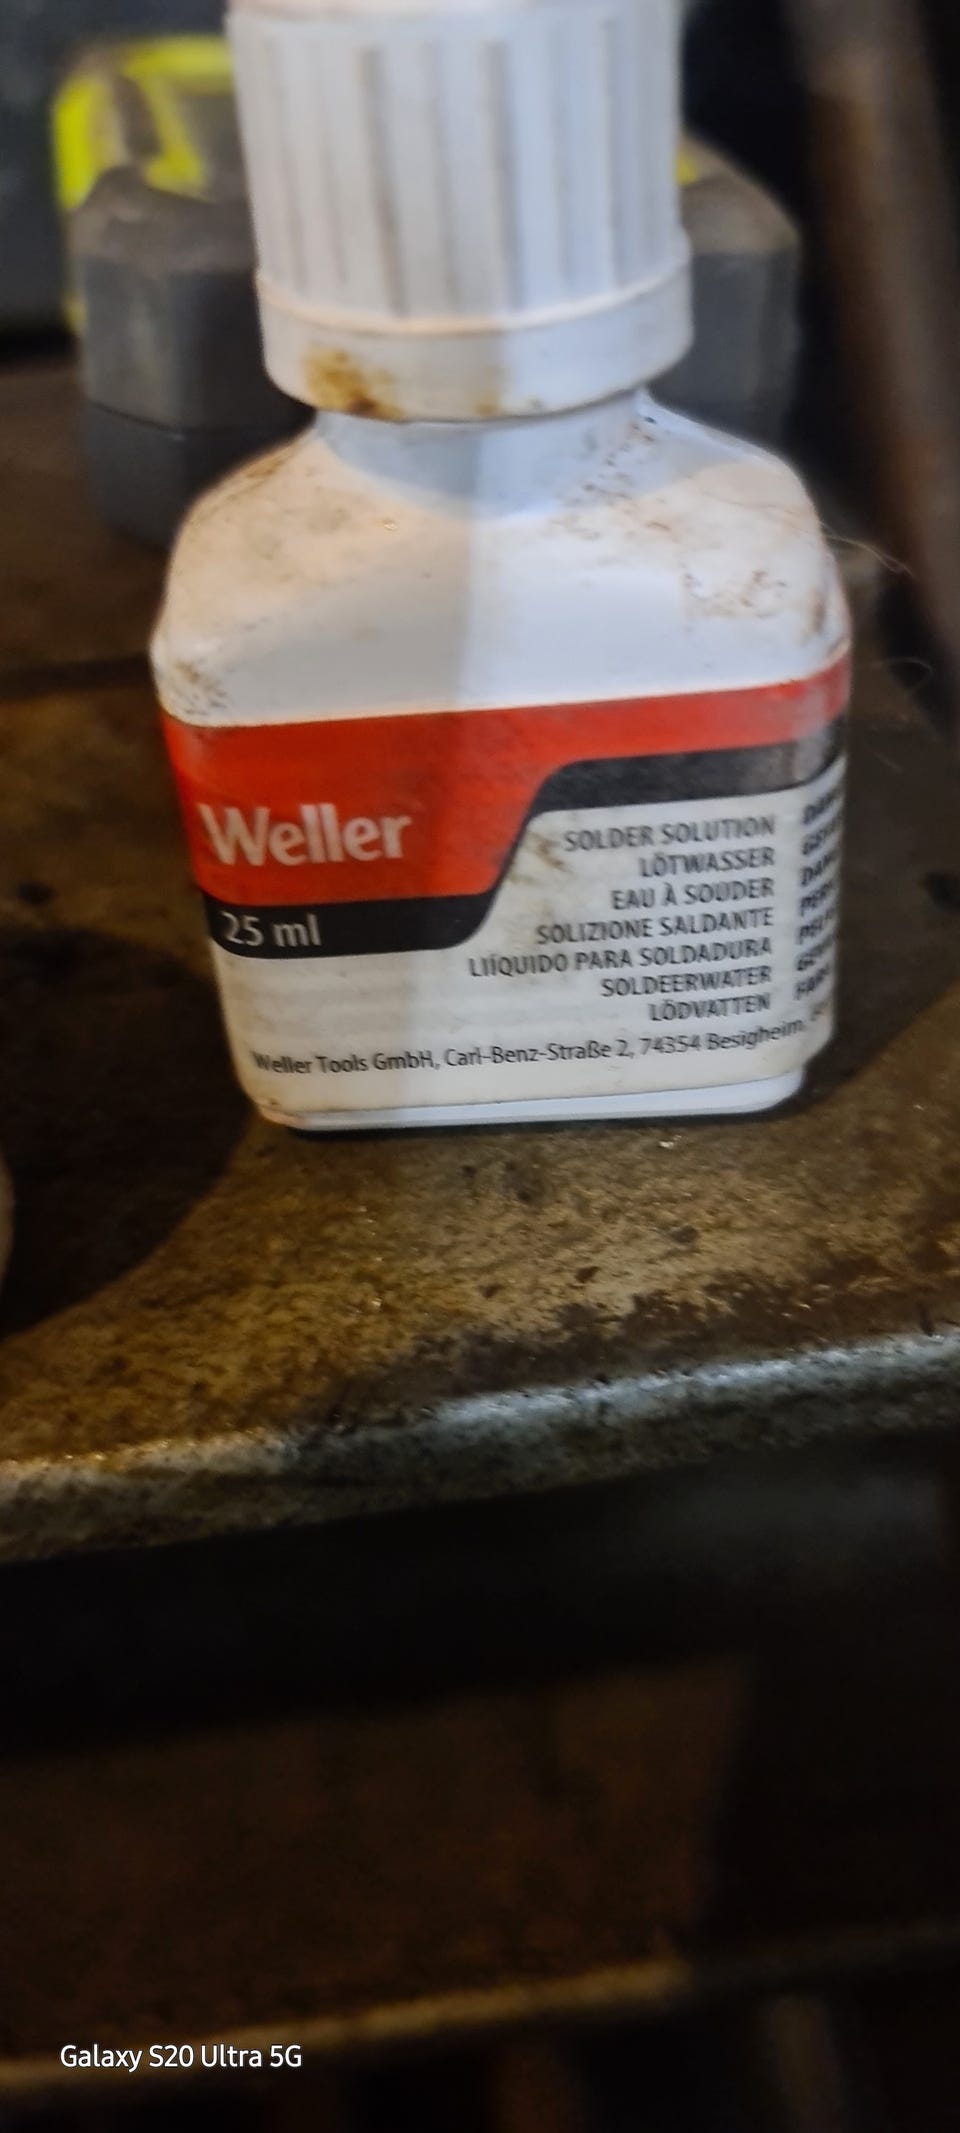 Weller
25 ml
SOLDER SOLUTION
LÖTWASSER
EAU À SOUDER
SOLIZIONE SALDANTE
LIÍQUIDO PARA SOLDADURA
SOLDEERWATER
LÖDVATTEN
Weller Tools GmbH, Carl-Benz-Straße 2, 74354 Besigheim,
Galaxy S20 Ultra 5G